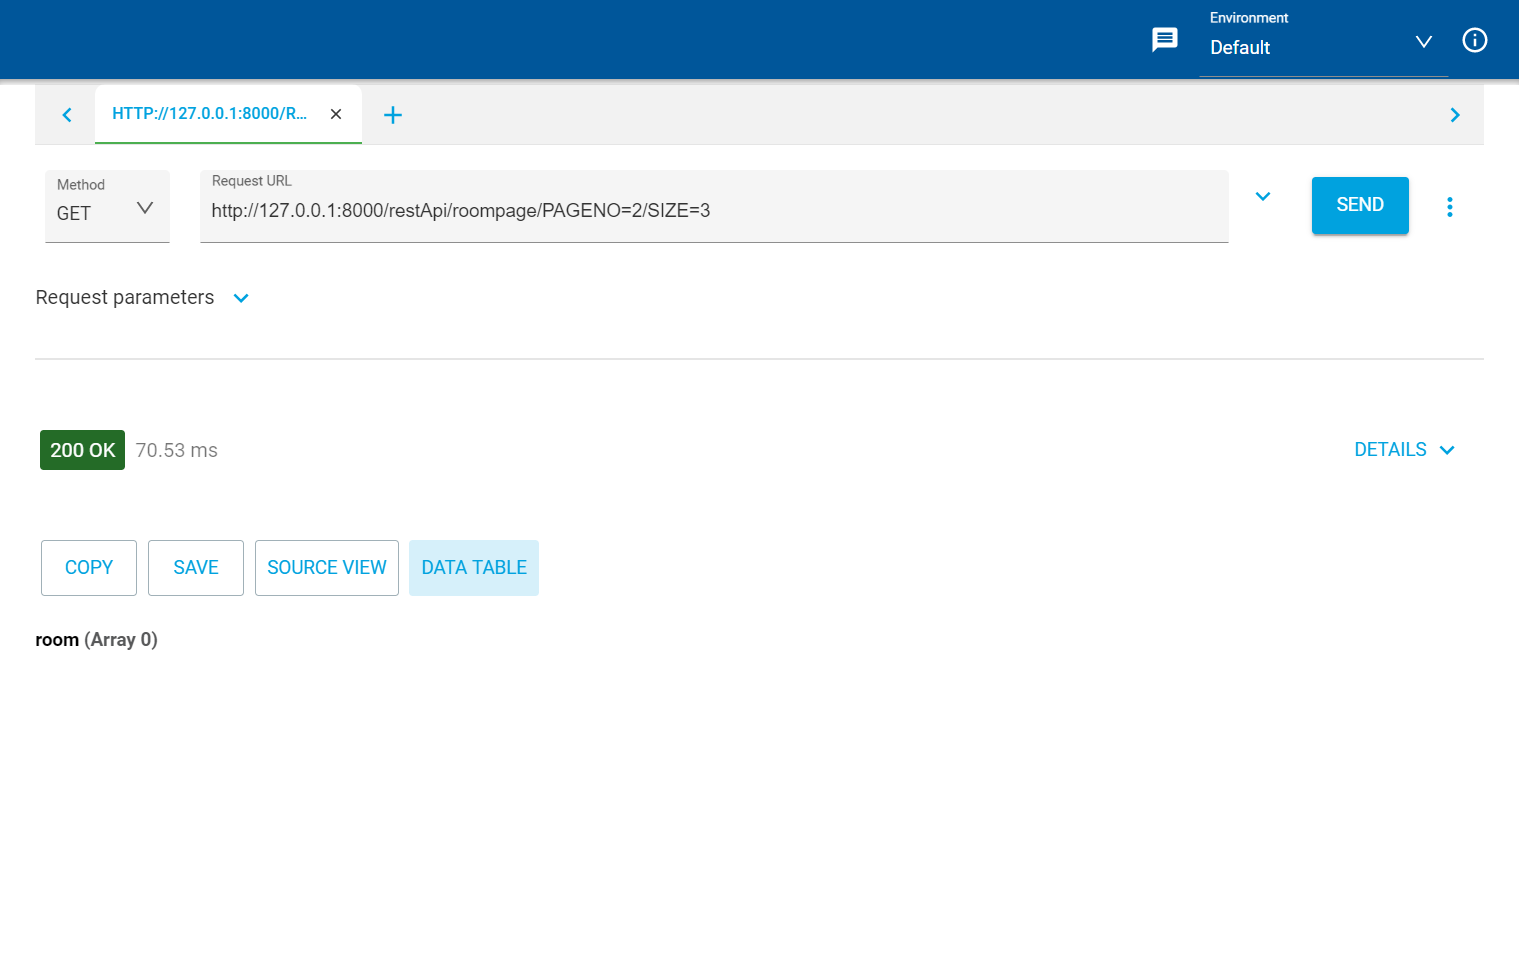 Environment
Default
HTTP://127.0.0.1:8000/R...
Method
GET
Request URL
http://127.0.0.1:8000/restApi/roompage/PAGENO=2/SIZE=3
SEND
Request parameters
200 OK 70.53 ms
DETAILS
COPY SAVE SOURCE VIEW DATA TABLE
room (Array 0)